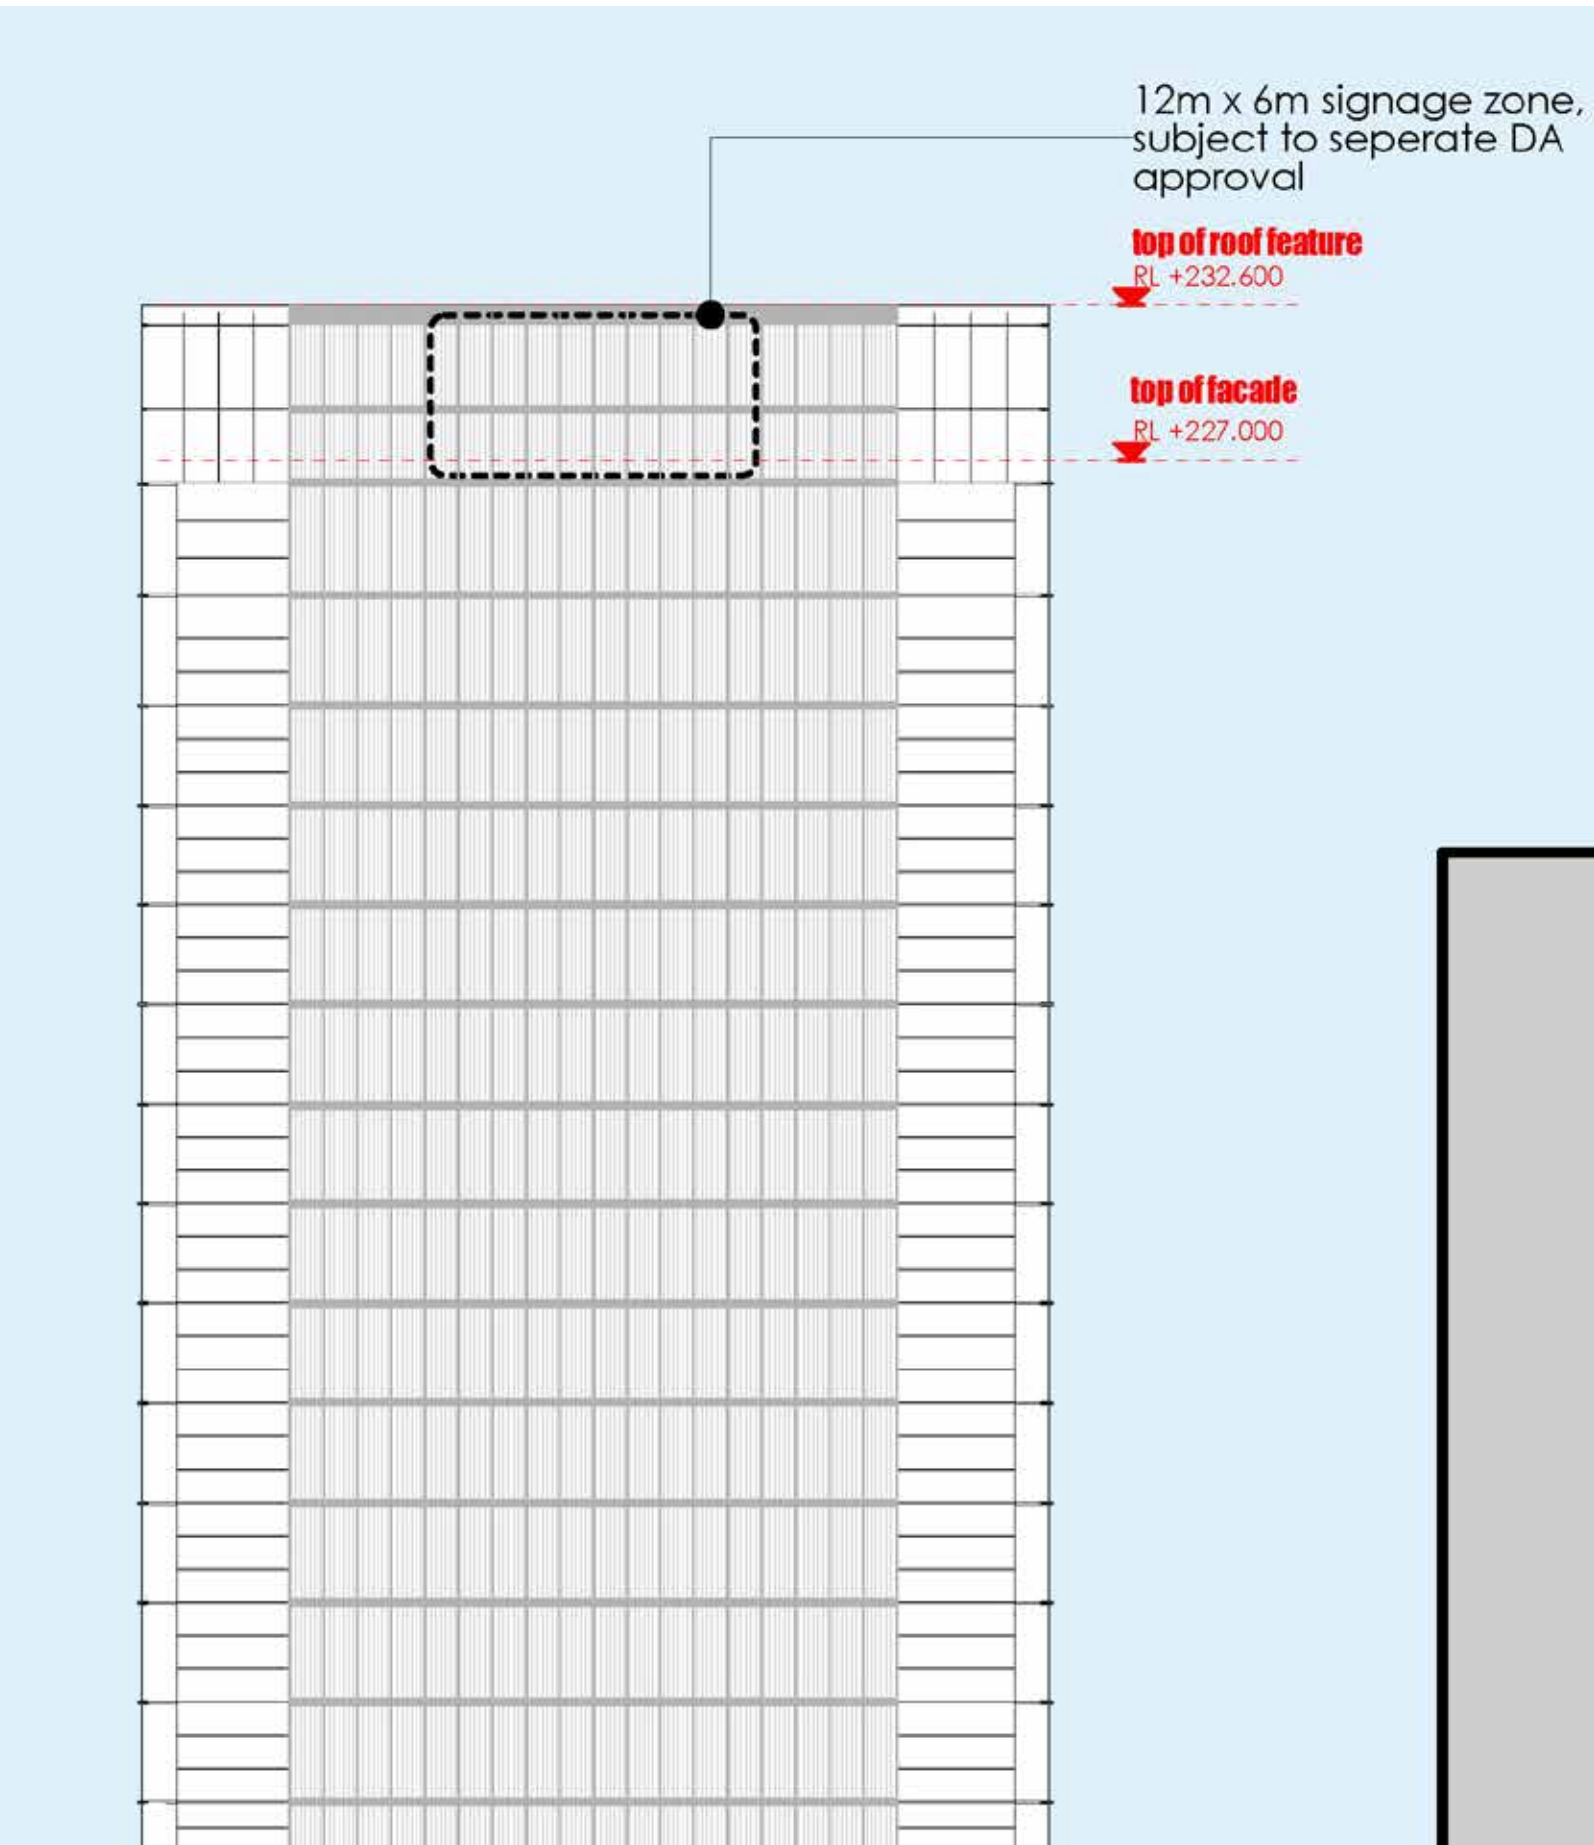 12m x 6m signage zone,
subject to seperate DA
approval
top of roof feature
RL +232.600
top of facade
RL +227.000